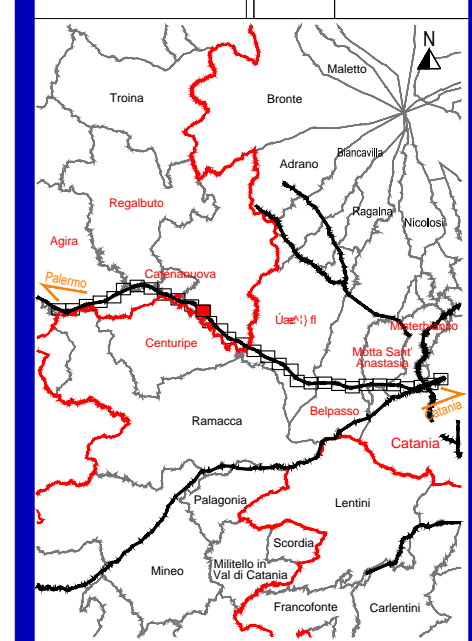 N
Maletto
Troina
Bronte
Biancavilla
Adrano
Regalbuto
Ragalna
Nicolosi
Agira
Palermo
Catenanuova
Misterbianco
Centuripe
Motta Sant'
Anastasia
Belpasso
Catania
Ramacca
Catania
Palagonia
Lentini
Scordia
Mineo
Militello in
Val di Catania
Francofonte
Carlentini